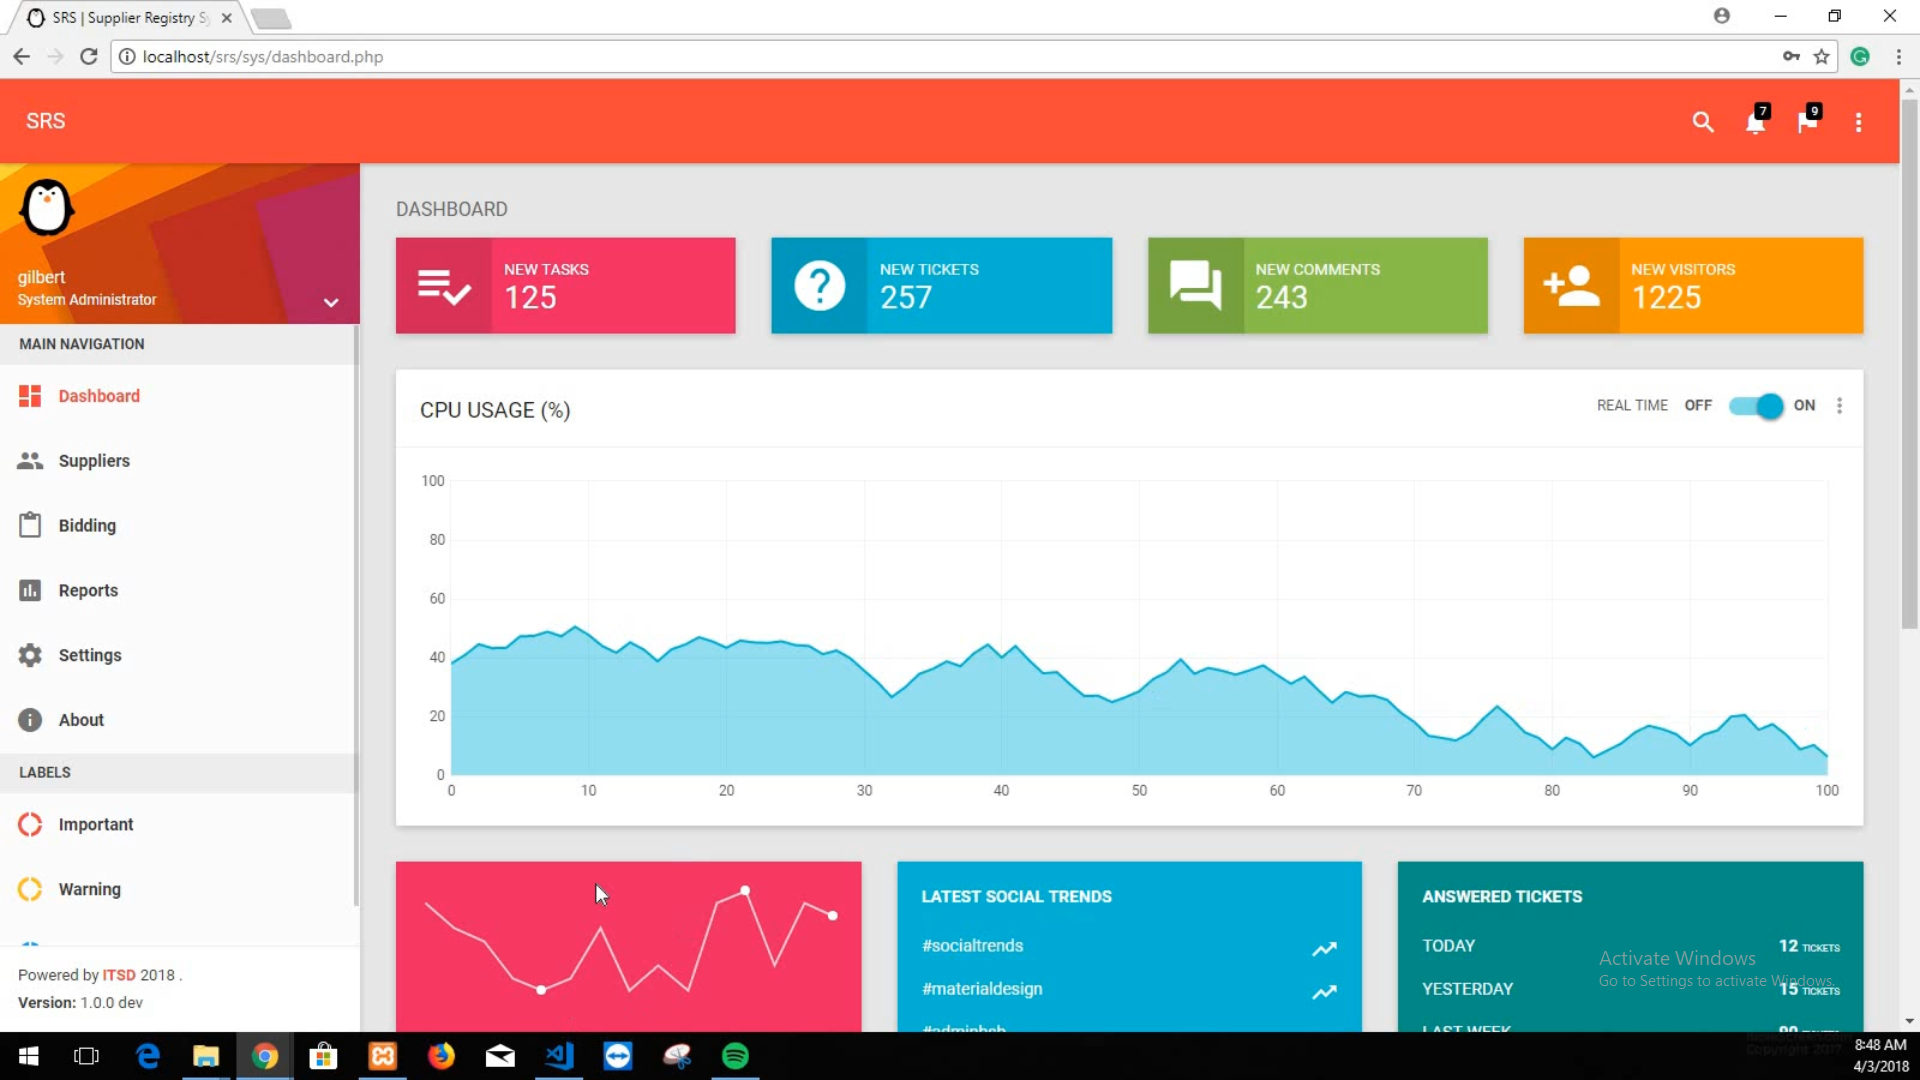 SRS | Supplier Registry S
localhost/srs/sys/dashboard.php
SRS
7
9
gilbert
System Administrator
MAIN NAVIGATION
Dashboard
Suppliers
Bidding
Reports
Settings
About
LABELS
Important
Warning
Powered by ITSD 2018 .
Version: 1.0.0 dev
DASHBOARD
NEW TASKS
125
NEW TICKETS
257
NEW COMMENTS
243
NEW VISITORS
1225
CPU USAGE (%)
REAL TIME OFF ON
100
80
60
40
20
0
0 10 20 30 40 50 60 70 80 90 100
LATEST SOCIAL TRENDS
#socialtrends
#materialdesign
#adminbsb
ANSWERED TICKETS
TODAY 12 TICKETS
YESTERDAY 15 TICKETS
LAST WEEK
Activate Windows
Go to Settings to activate Windows.
8:48 AM
4/3/2018